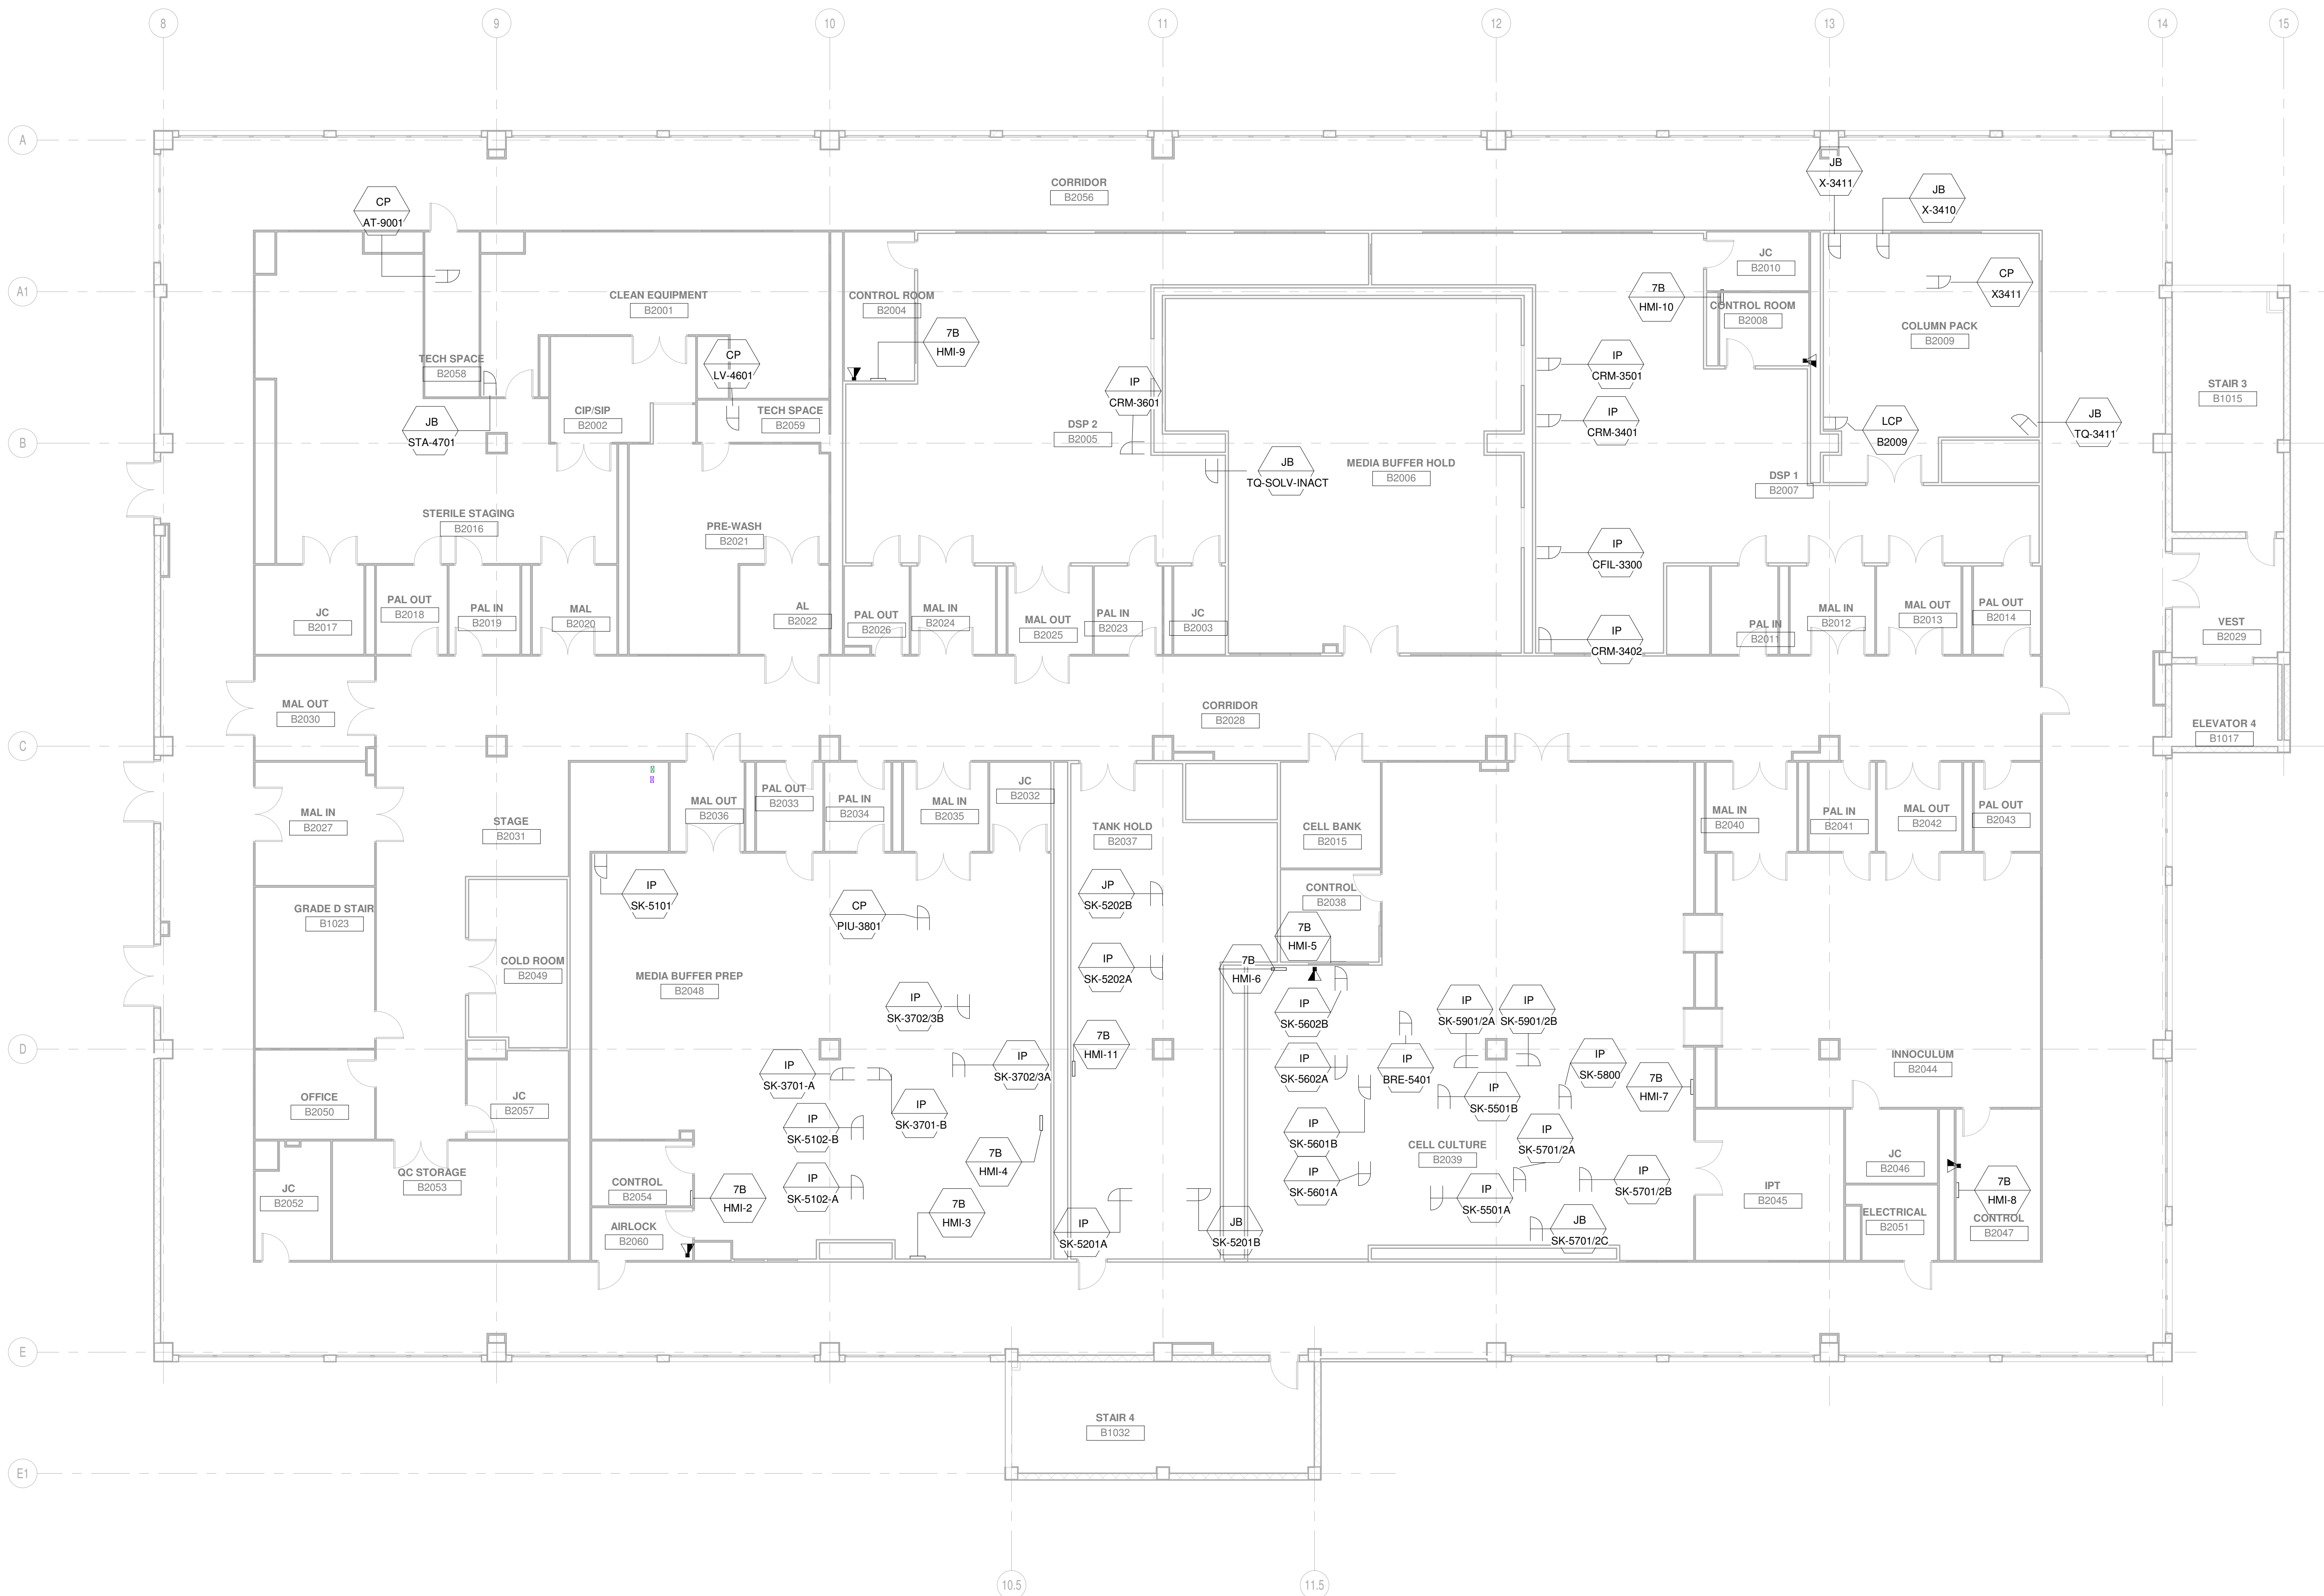 8
9
10
11
12
13
14
15
A
A1
B
C
D
E
E1
10.5
11.5
CORRIDOR
B2056
CP
AT-9001
JB
X-3411
JB
X-3410
CLEAN EQUIPMENT
B2001
CONTROL ROOM
B2004
7B
HMI-9
7B
HMI-10
JC
B2010
CONTROL ROOM
B2008
CP
X3411
COLUMN PACK
B2009
TECH SPACE
B2058
CP
LV-4601
IP
CRM-3601
IP
CRM-3501
STAIR 3
B1015
JB
STA-4701
CIP/SIP
B2002
TECH SPACE
B2059
DSP 2
B2005
IP
CRM-3401
LCP
B2009
JB
TQ-3411
JB
TQ-SOLV-INACT
MEDIA BUFFER HOLD
B2006
DSP 1
B2007
STERILE STAGING
B2016
PRE-WASH
B2021
IP
CFIL-3300
JC
B2017
PAL OUT
B2018
PAL IN
B2019
MAL
B2020
AL
B2022
PAL OUT
B2026
MAL IN
B2024
MAL OUT
B2025
PAL IN
B2023
JC
B2003
IP
CRM-3402
PAL IN
B2011
MAL IN
B2012
MAL OUT
B2013
PAL OUT
B2014
VEST
B2029
MAL OUT
B2030
CORRIDOR
B2028
ELEVATOR 4
B1017
MAL IN
B2027
STAGE
B2031
MAL OUT
B2036
PAL OUT
B2033
PAL IN
B2034
MAL IN
B2035
JC
B2032
TANK HOLD
B2037
CELL BANK
B2015
MAL IN
B2040
PAL IN
B2041
MAL OUT
B2042
PAL OUT
B2043
IP
SK-5101
CP
PIU-3801
JP
SK-5202B
CONTROL
B2038
GRADE D STAIR
B1023
COLD ROOM
B2049
MEDIA BUFFER PREP
B2048
IP
SK-5202A
7B
HMI-5
7B
HMI-6
IP
SK-3702/3B
IP
SK-5602B
IP
SK-5901/2A
IP
SK-5901/2B
7B
HMI-11
IP
SK-3701-A
IP
SK-3702/3A
IP
SK-5602A
IP
BRE-5401
IP
SK-5800
INNOCULUM
B2044
OFFICE
B2050
JC
B2057
IP
SK-3701-B
IP
SK-5501B
7B
HMI-7
IP
SK-5102-B
IP
SK-5601B
CELL CULTURE
B2039
IP
SK-5701/2A
QC STORAGE
B2053
7B
HMI-4
JC
B2046
JC
B2052
CONTROL
B2054
7B
HMI-2
IP
SK-5102-A
IP
SK-5601A
IP
SK-5501A
IP
SK-5701/2B
IPT
B2045
7B
HMI-8
AIRLOCK
B2060
7B
HMI-3
IP
SK-5201A
JB
SK-5201B
JB
SK-5701/2C
ELECTRICAL
B2051
CONTROL
B2047
STAIR 4
B1032